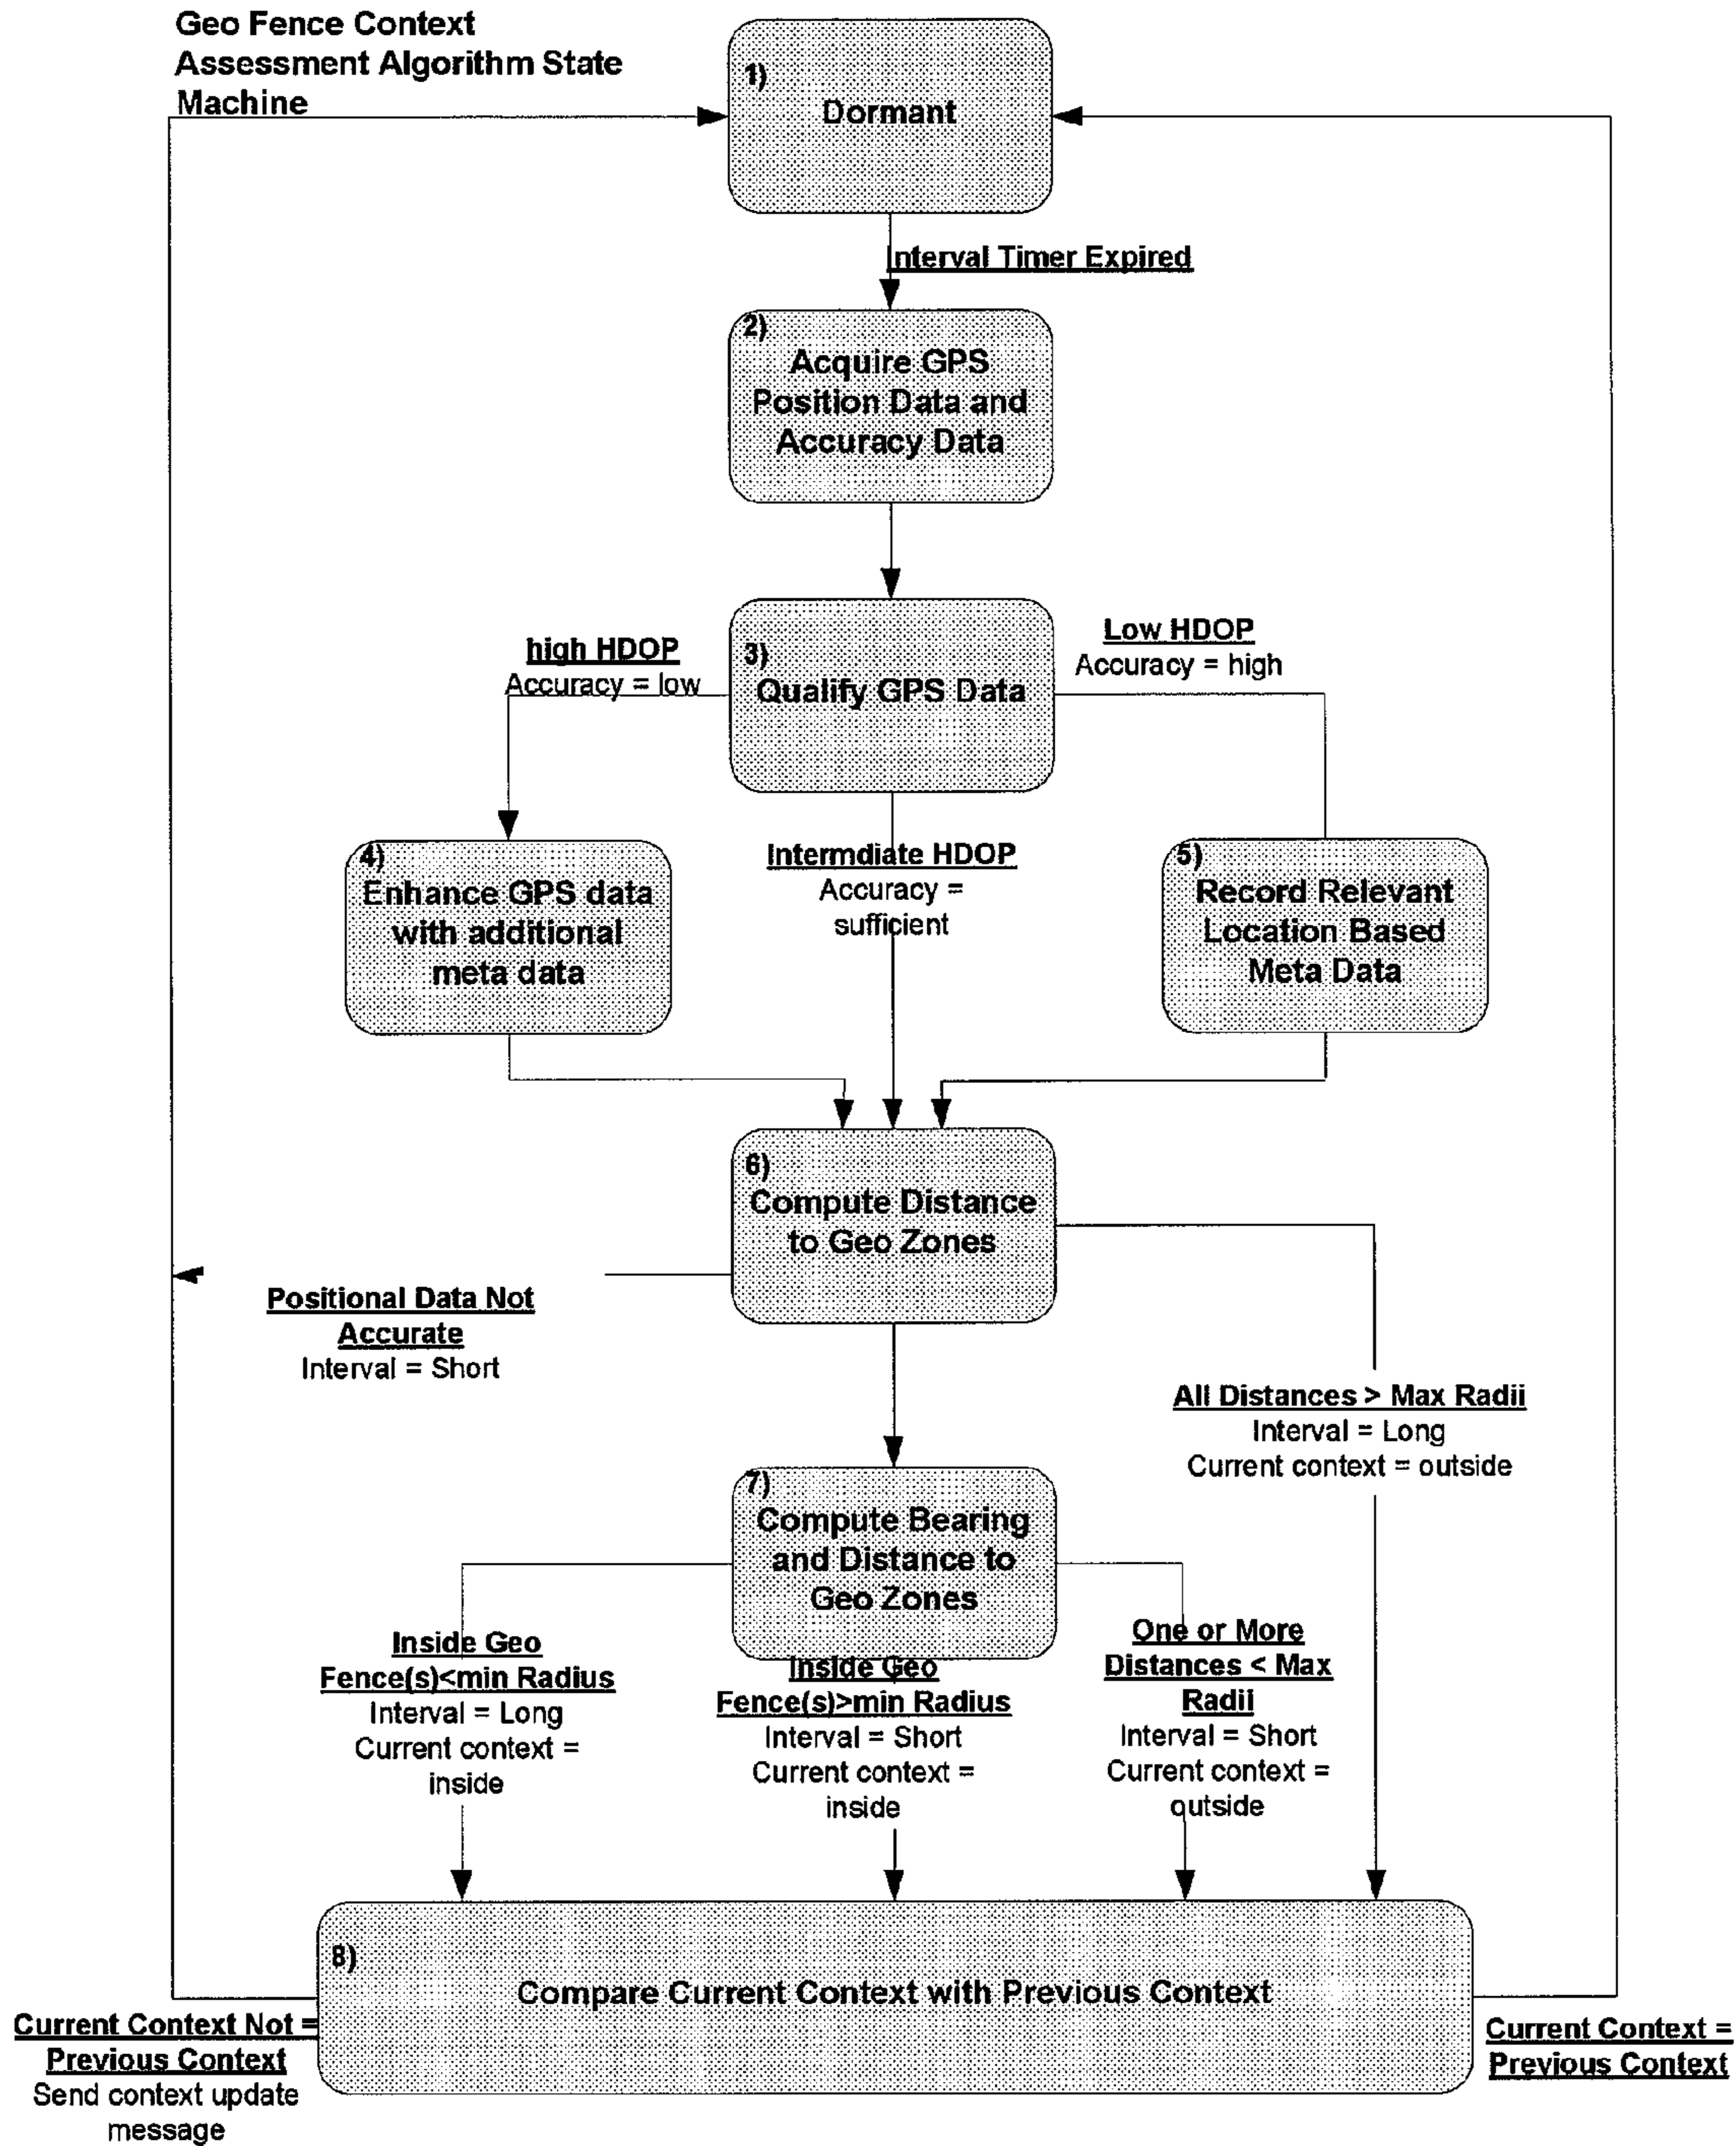 Geo Fence Context
Assessment Algorithm State
Machine
1)
Dormant
Interval Timer Expired
2)
Acquire GPS
Position Data and
Accuracy Data
high HDOP
Accuracy = low
3)
Qualify GPS Data
Low HDOP
Accuracy = high
4)
Enhance GPS data
with additional
meta data
Intermdiate HDOP
Accuracy =
sufficient
5)
Record Relevant
Location Based
Meta Data
6)
Compute Distance
to Geo Zones
Positional Data Not
Accurate
Interval = Short
All Distances > Max Radii
Interval = Long
Current context = outside
7)
Compute Bearing
and Distance to
Geo Zones
Inside Geo
Fence(s)<min Radius
Interval = Long
Current context =
inside
Inside Geo
Fence(s)>min Radius
Interval = Short
Current context =
inside
One or More
Distances < Max
Radii
Interval = Short
Current context =
outside
8)
Compare Current Context with Previous Context
Current Context Not =
Previous Context
Send context update
message
Current Context =
Previous Context